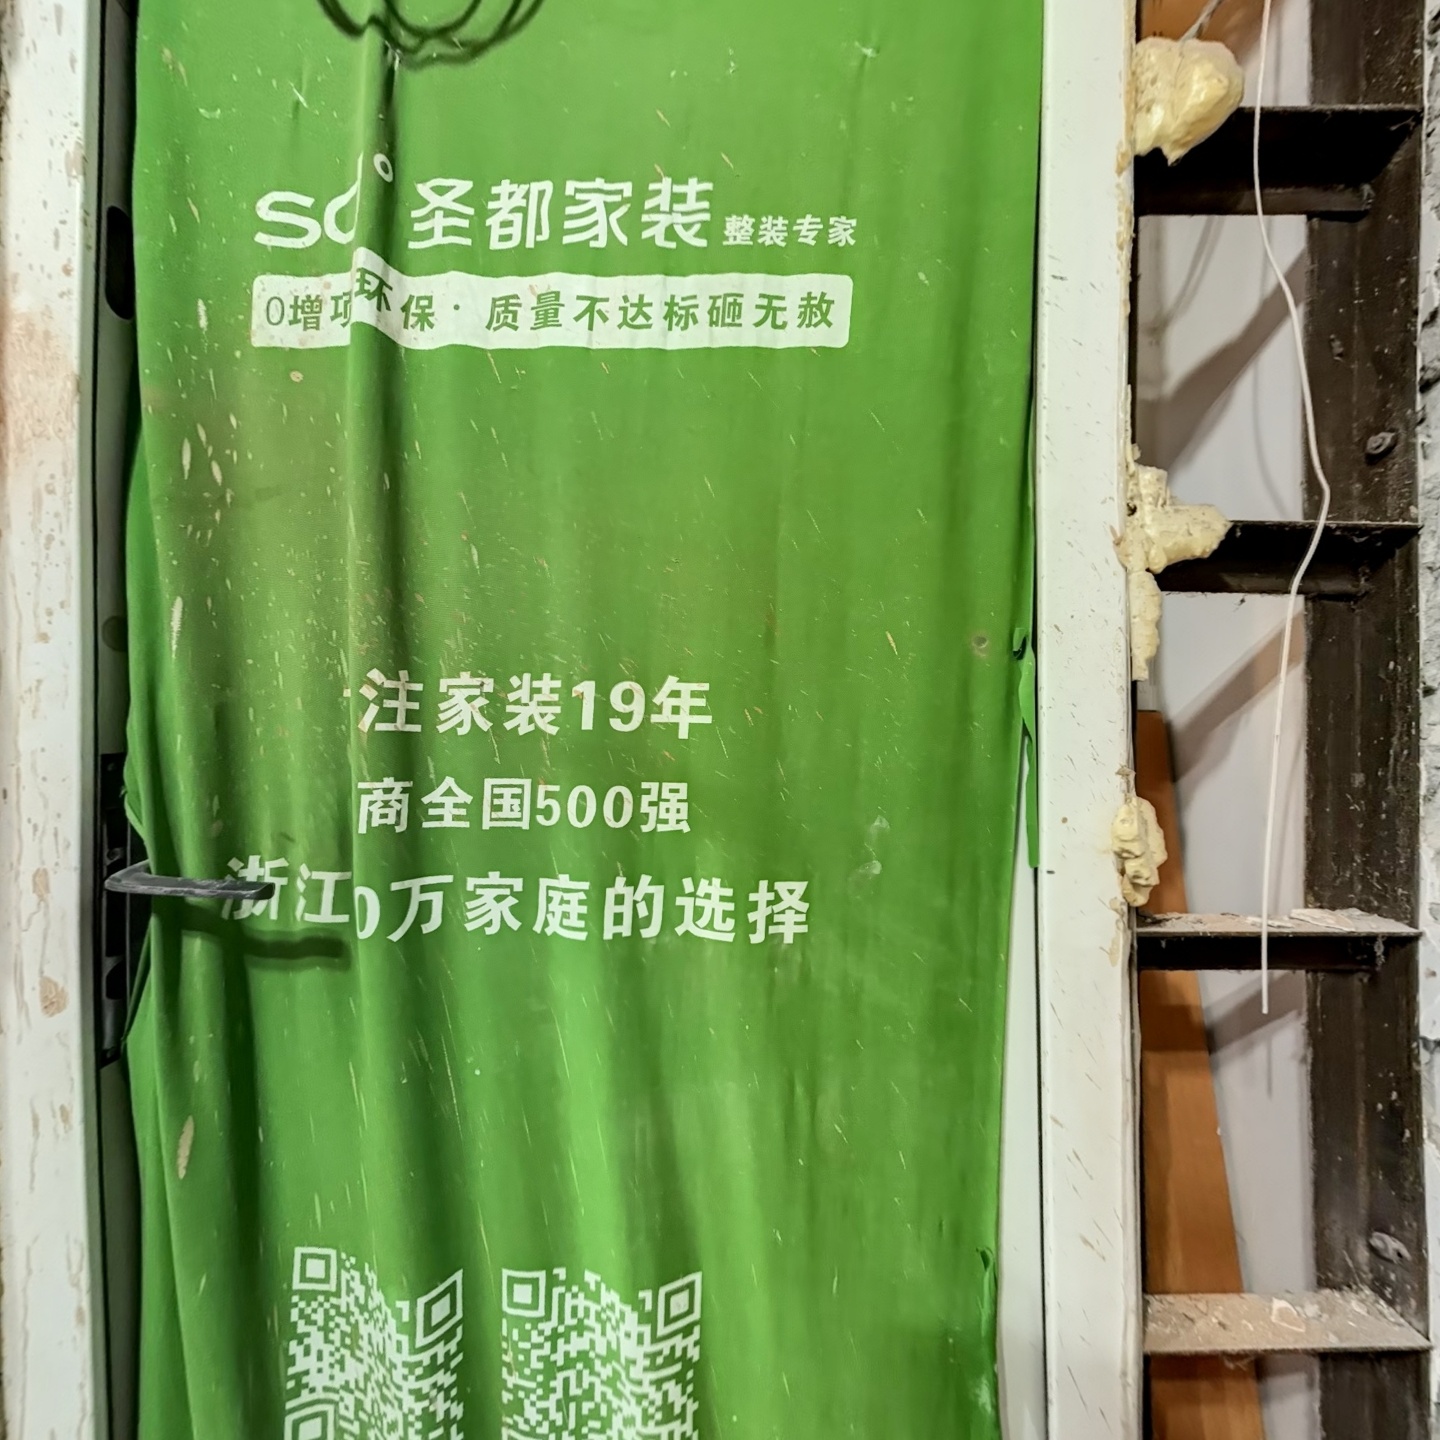 sd 圣都家装 整装专家
0增项环保·质量不达标砸无赦
注家装19年
商全国500强
浙江0万家庭的选择